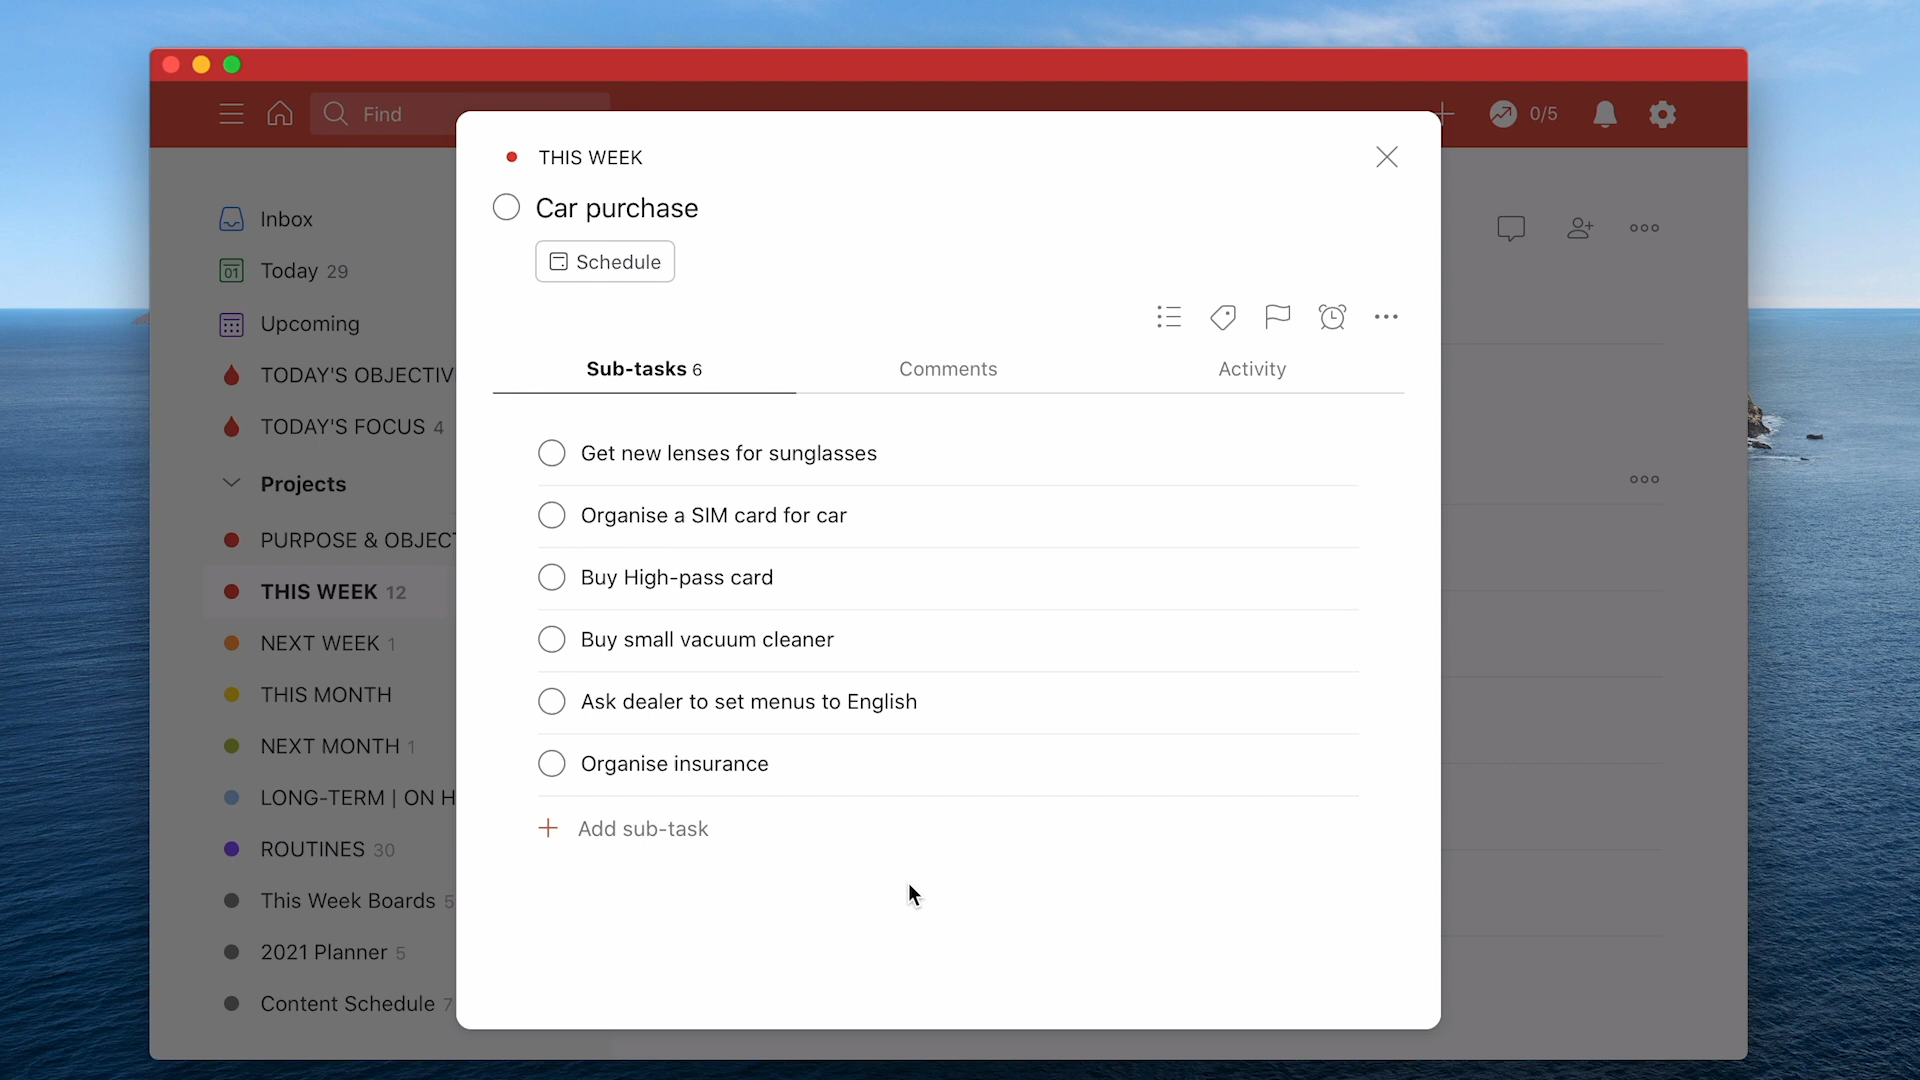 Find
0/5
Inbox
01
Today 29
Upcoming
TODAY'S OBJECTIV
TODAY'S FOCUS 4
Projects
PURPOSE & OBJECT
THIS WEEK 12
NEXT WEEK 1
THIS MONTH
NEXT MONTH 1
LONG-TERM | ON H
ROUTINES 30
This Week Boards 5
2021 Planner 5
Content Schedule 7
THIS WEEK
Car purchase
Schedule
Sub-tasks 6
Comments
Activity
Get new lenses for sunglasses
Organise a SIM card for car
Buy High-pass card
Buy small vacuum cleaner
Ask dealer to set menus to English
Organise insurance
Add sub-task